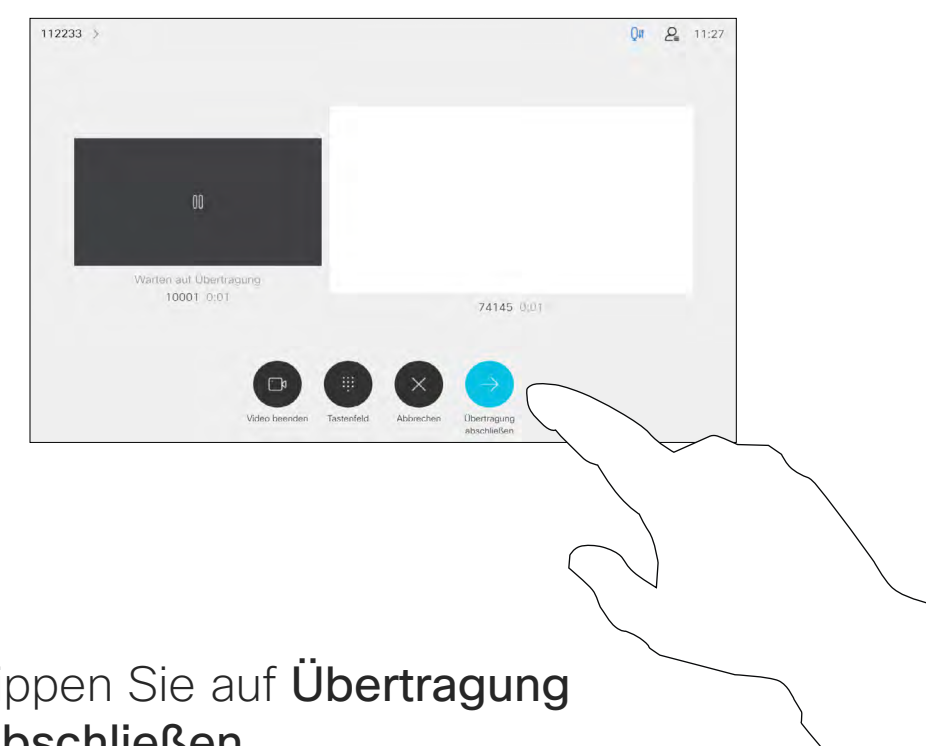 112233 >
11:27
Warten auf Übertragung
10001 0:01
74145 0:01
Video beenden
Tastenfeld
Abbrechen
Übertragung
abschließen
ippen Sie auf Übertragung
bschließen